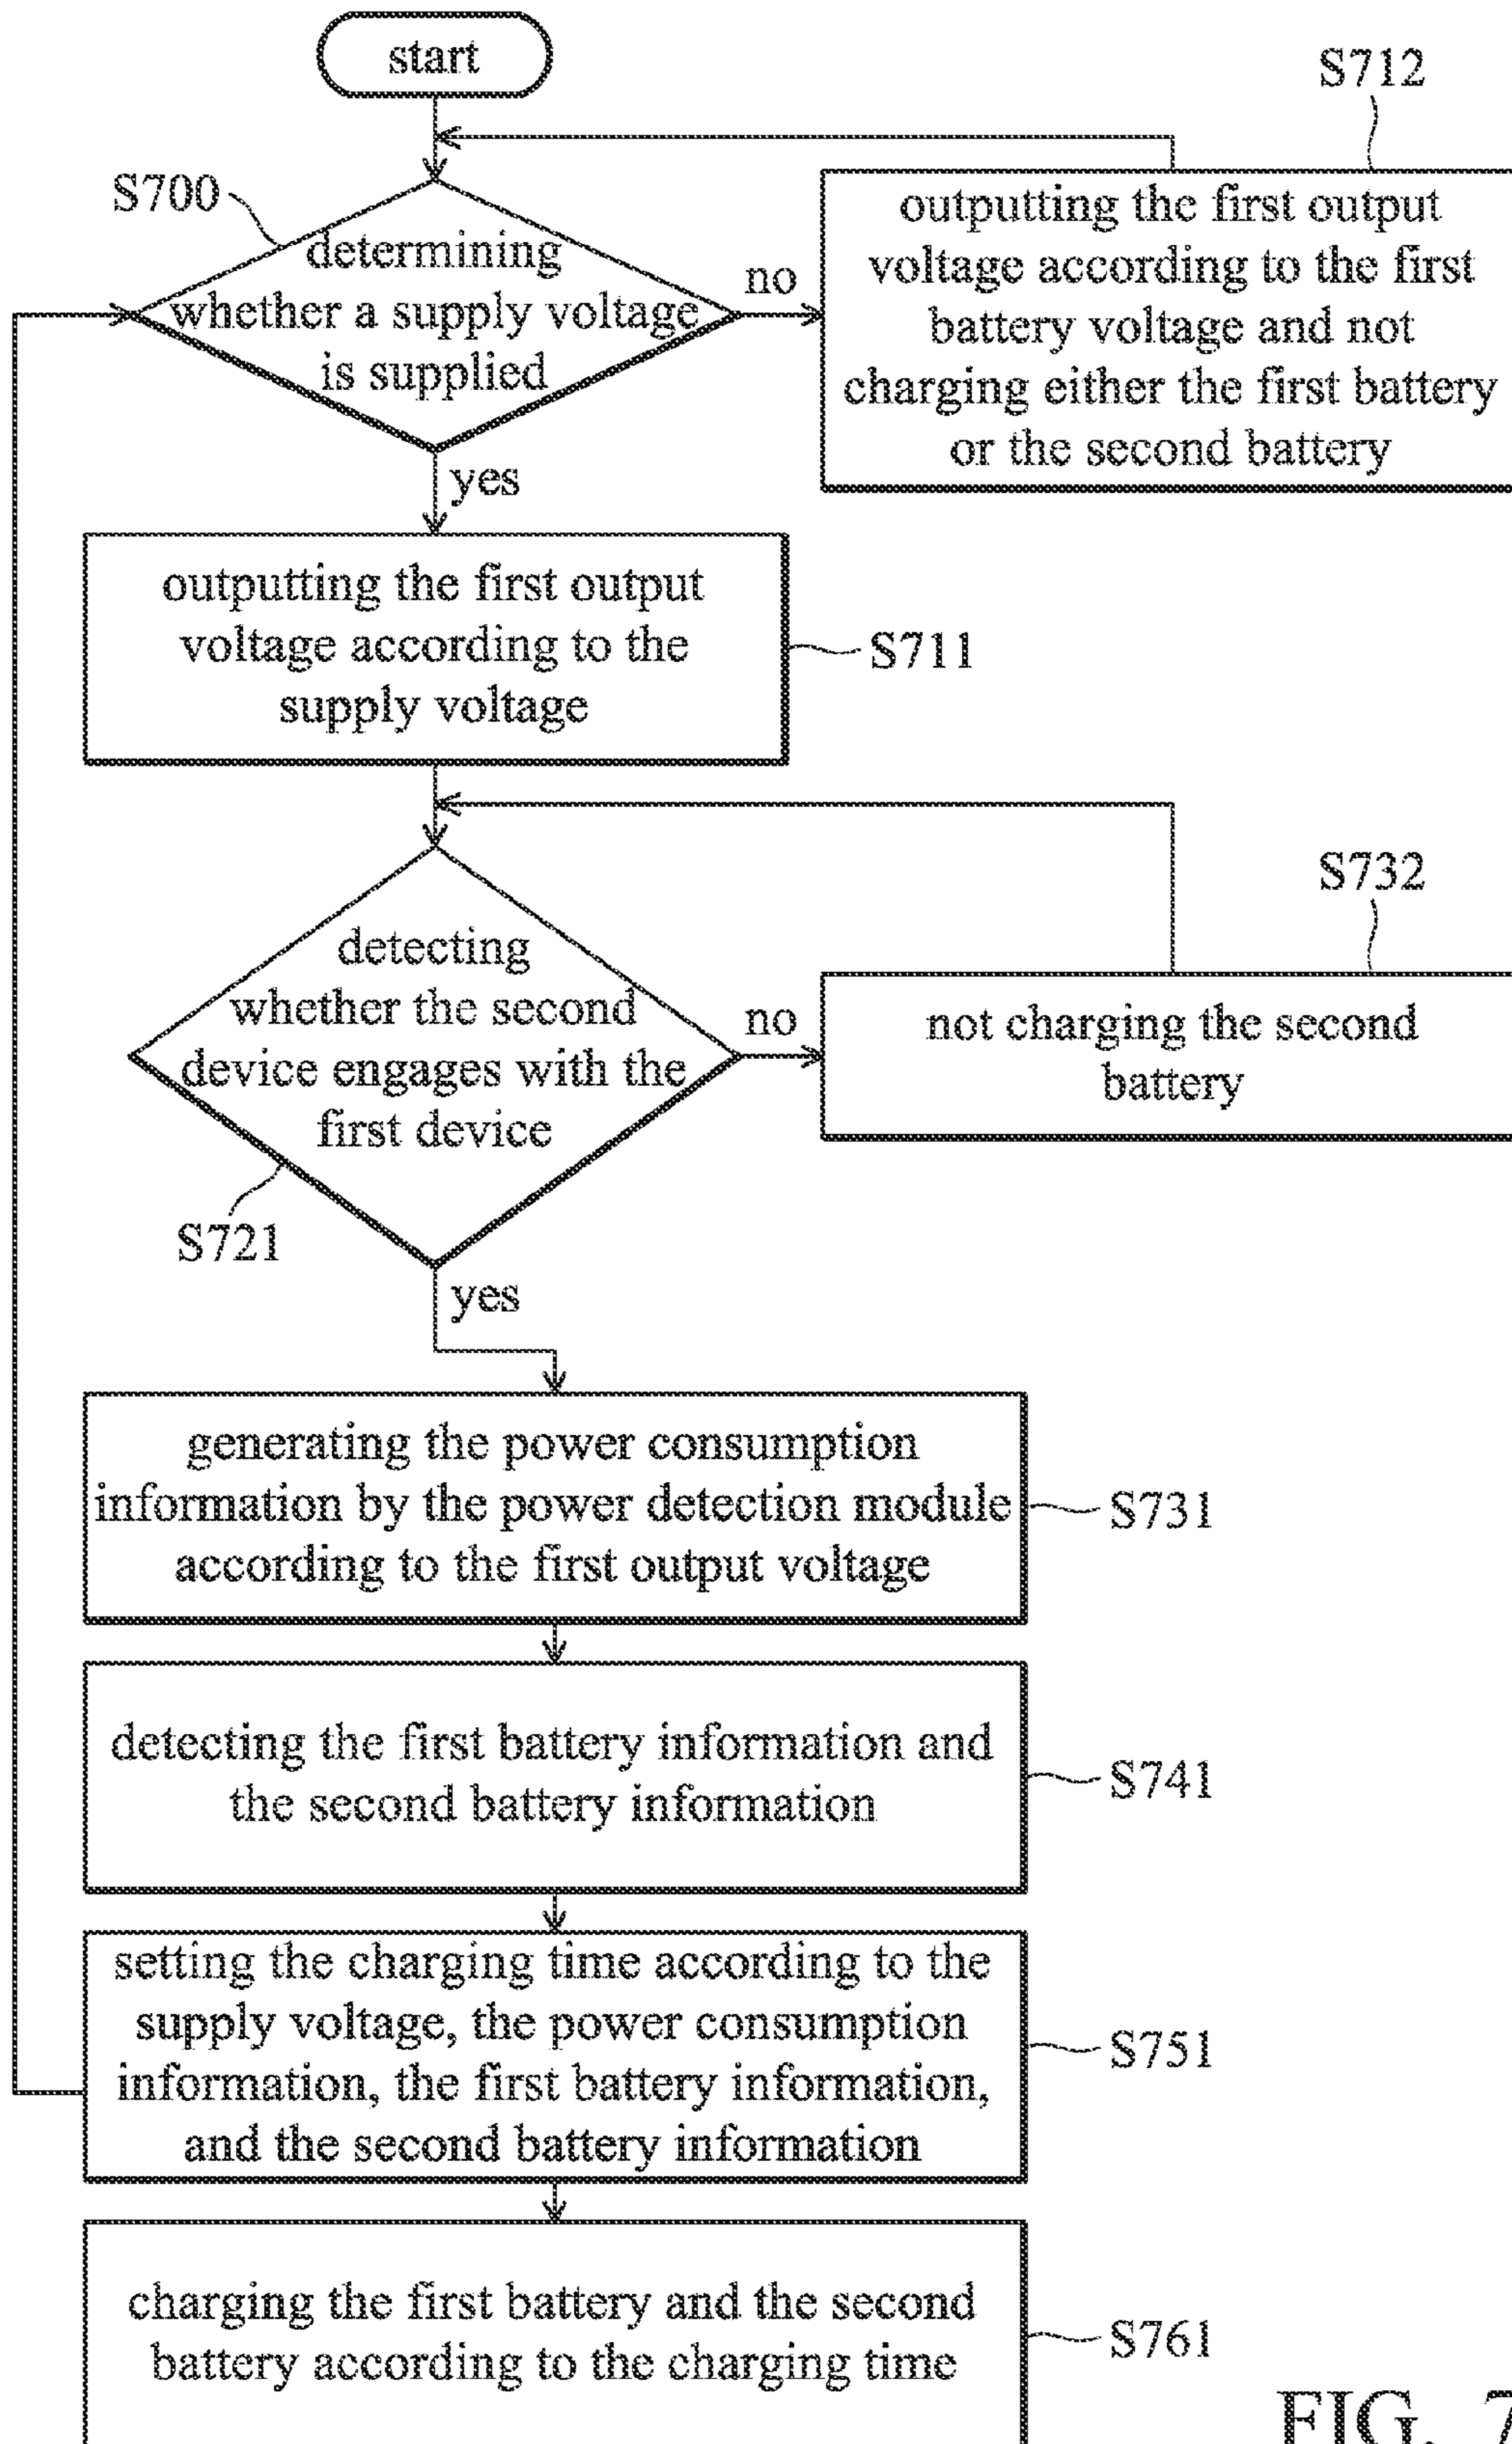 start
S712
S700
determining
whether a supply voltage
is supplied
no
outputting the first output
voltage according to the first
battery voltage and not
charging either the first battery
or the second battery
yes
outputting the first output
voltage according to the
supply voltage
S711
S732
detecting
whether the second
device engages with the
first device
no
not charging the second
battery
S721
yes
generating the power consumption
information by the power detection module
according to the first output voltage
S731
detecting the first battery information and
the second battery information
S741
setting the charging time according to the
supply voltage, the power consumption
information, the first battery information,
and the second battery information
S751
charging the first battery and the second
battery according to the charging time
S761
FIG. 7